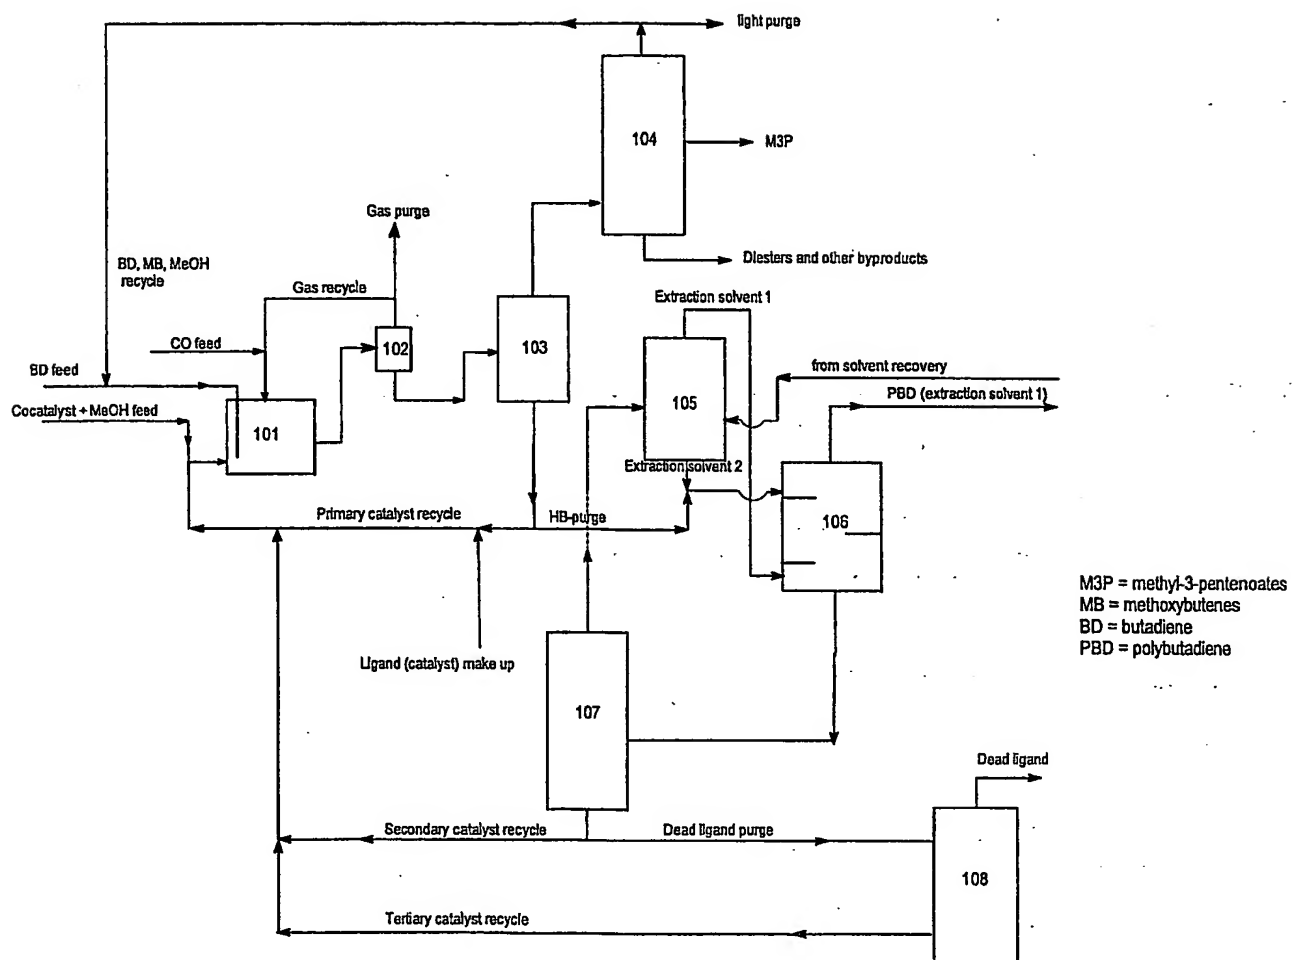 light purge
104
M3P
Gas purge
Diesters and other byproducts
BD, MB, MeOH
recycle
Gas recycle
Extraction solvent 1
CO feed
102
103
from solvent recovery
BD feed
PBD (extraction solvent 1)
105
Cocatalyst + MeOH feed
101
Extraction solvent 2
Primary catalyst recycle
HB-purge
106
M3P = methyl-3-pentenoates
MB = methoxybutenes
BD = butadiene
PBD = polybutadiene
Ligand (catalyst) make up
107
Dead ligand
Secondary catalyst recycle
Dead ligand purge
108
Tertiary catalyst recycle